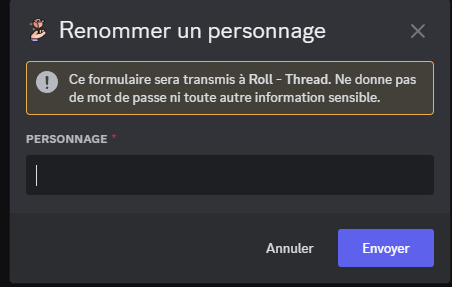 Renommer un personnage
Ce formulaire sera transmis à Roll - Thread. Ne donne pas
de mot de passe ni toute autre information sensible.
PERSONNAGE *
Annuler
Envoyer